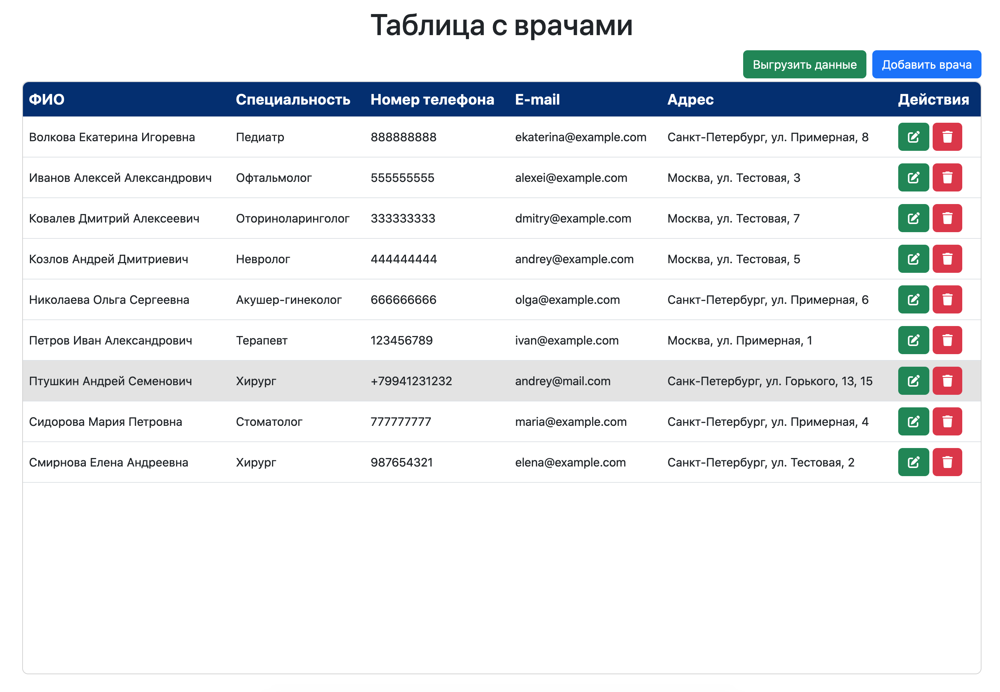 Таблица с врачами
Выгрузить данные Добавить врача
ФИО Специальность Номер телефона E-mail Адрес Действия
Волкова Екатерина Игоревна Педиатр 888888888 ekaterina@example.com Санкт-Петербург, ул. Примерная, 8
Иванов Алексей Александрович Офтальмолог 555555555 alexei@example.com Москва, ул. Тестовая, 3
Ковалев Дмитрий Алексеевич Оториноларинголог 333333333 dmitry@example.com Москва, ул. Тестовая, 7
Козлов Андрей Дмитриевич Невролог 444444444 andrey@example.com Москва, ул. Тестовая, 5
Николаева Ольга Сергеевна Акушер-гинеколог 666666666 olga@example.com Санкт-Петербург, ул. Примерная, 6
Петров Иван Александрович Терапевт 123456789 ivan@example.com Москва, ул. Примерная, 1
Птушкин Андрей Семенович Хирург +79941231232 andrey@mail.com Санк-Петербург, ул. Горького, 13, 15
Сидорова Мария Петровна Стоматолог 777777777 maria@example.com Санкт-Петербург, ул. Примерная, 4
Смирнова Елена Андреевна Хирург 987654321 elena@example.com Санкт-Петербург, ул. Тестовая, 2